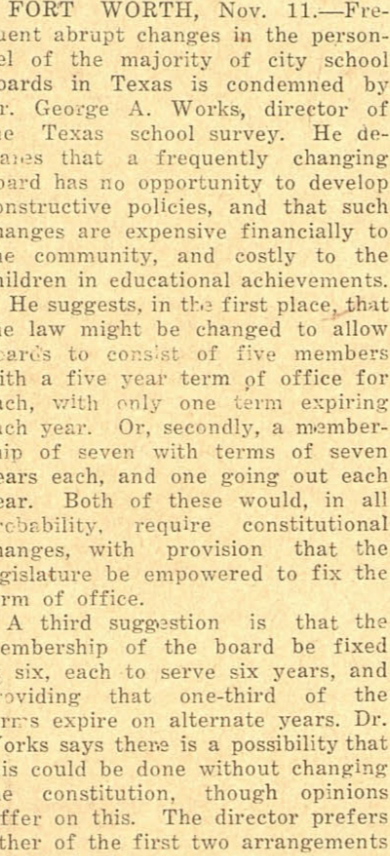 FORT WORTH, Nov. 11.—Fre-
uent abrupt changes in the person-
el of the majority of city school
oards in Texas is condemned by
r. George A. Works, director of
e Texas school survey. He de-
ares that a frequently changing
oard has no opportunity to develop
onstructive policies, and that such
hanges are expensive financially to
he community, and costly to the
hildren in educational achievements.
He suggests, in the first place, that
he law might be changed to allow
oards to consist of five members
ith a five year term of office for
ach, with only one term expiring
ach year. Or, secondly, a member-
hip of seven with terms of seven
ears each, and one going out each
ear. Both of these would, in all
robability, require constitutional
hanges, with provision that the
gislature be empowered to fix the
rm of office.
A third suggestion is that the
embership of the board be fixed
six, each to serve six years, and
roviding that one-third of the
erms expire on alternate years. Dr.
orks says there is a possibility that
is could be done without changing
e constitution, though opinions
ffer on this. The director prefers
ther of the first two arrangements